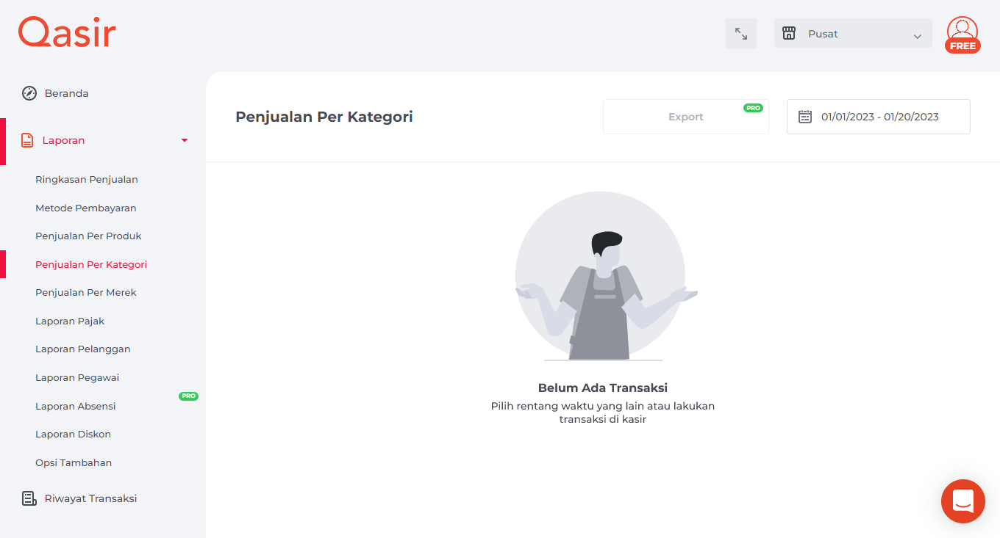 Qasir
Pusat
FREE
Beranda
Laporan
Ringkasan Penjualan
Metode Pembayaran
Penjualan Per Produk
Penjualan Per Kategori
Penjualan Per Merek
Laporan Pajak
Laporan Pelanggan
Laporan Pegawai
Laporan Absensi
PRO
Laporan Diskon
Opsi Tambahan
Riwayat Transaksi
Penjualan Per Kategori
Export
PRO
01/01/2023 - 01/20/2023
Belum Ada Transaksi
Pilih rentang waktu yang lain atau lakukan
transaksi di kasir